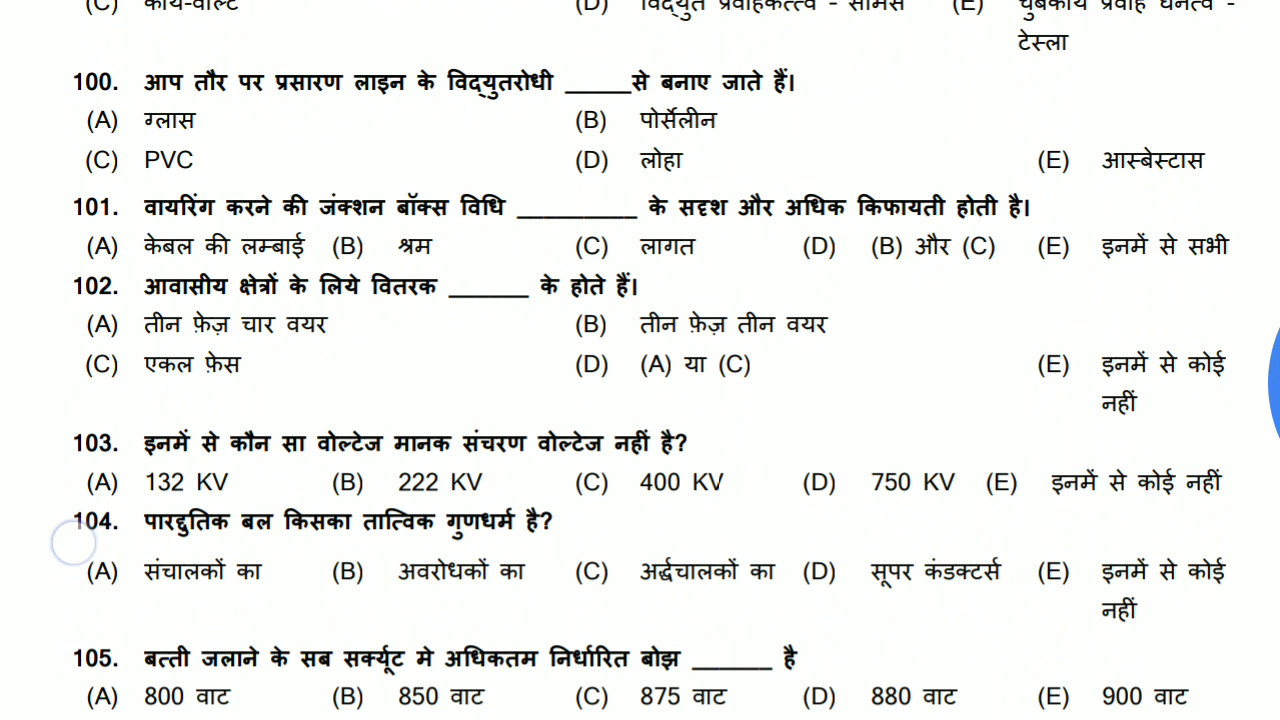 (C) कार्य-वोल्ट (D) विद्युत प्रवाहकत्त्व - सीमेंस (E) चुंबकीय प्रवाह घनत्व -
टेस्ला
100. आप तौर पर प्रसारण लाइन के विद्युतरोधी _____से बनाए जाते हैं।
(A) ग्लास (B) पोर्सेलीन
(C) PVC (D) लोहा (E) आस्बेस्टास
101. वायरिंग करने की जंक्शन बॉक्स विधि _________ के सदृश और अधिक किफायती होती है।
(A) केबल की लम्बाई (B) श्रम (C) लागत (D) (B) और (C) (E) इनमें से सभी
102. आवासीय क्षेत्रों के लिये वितरक ______ के होते हैं।
(A) तीन फ़ेज़ चार वयर (B) तीन फ़ेज़ तीन वयर
(C) एकल फ़ेस (D) (A) या (C) (E) इनमें से कोई
नहीं
103. इनमें से कौन सा वोल्टेज मानक संचरण वोल्टेज नहीं है?
(A) 132 KV (B) 222 KV (C) 400 KV (D) 750 KV (E) इनमें से कोई नहीं
104. पारद्दुतिक बल किसका तात्विक गुणधर्म है?
(A) संचालकों का (B) अवरोधकों का (C) अर्द्धचालकों का (D) सूपर कंडक्टर्स (E) इनमें से कोई
नहीं
105. बत्ती जलाने के सब सर्क्यूट मे अधिकतम निर्धारित बोझ ______ है
(A) 800 वाट (B) 850 वाट (C) 875 वाट (D) 880 वाट (E) 900 वाट